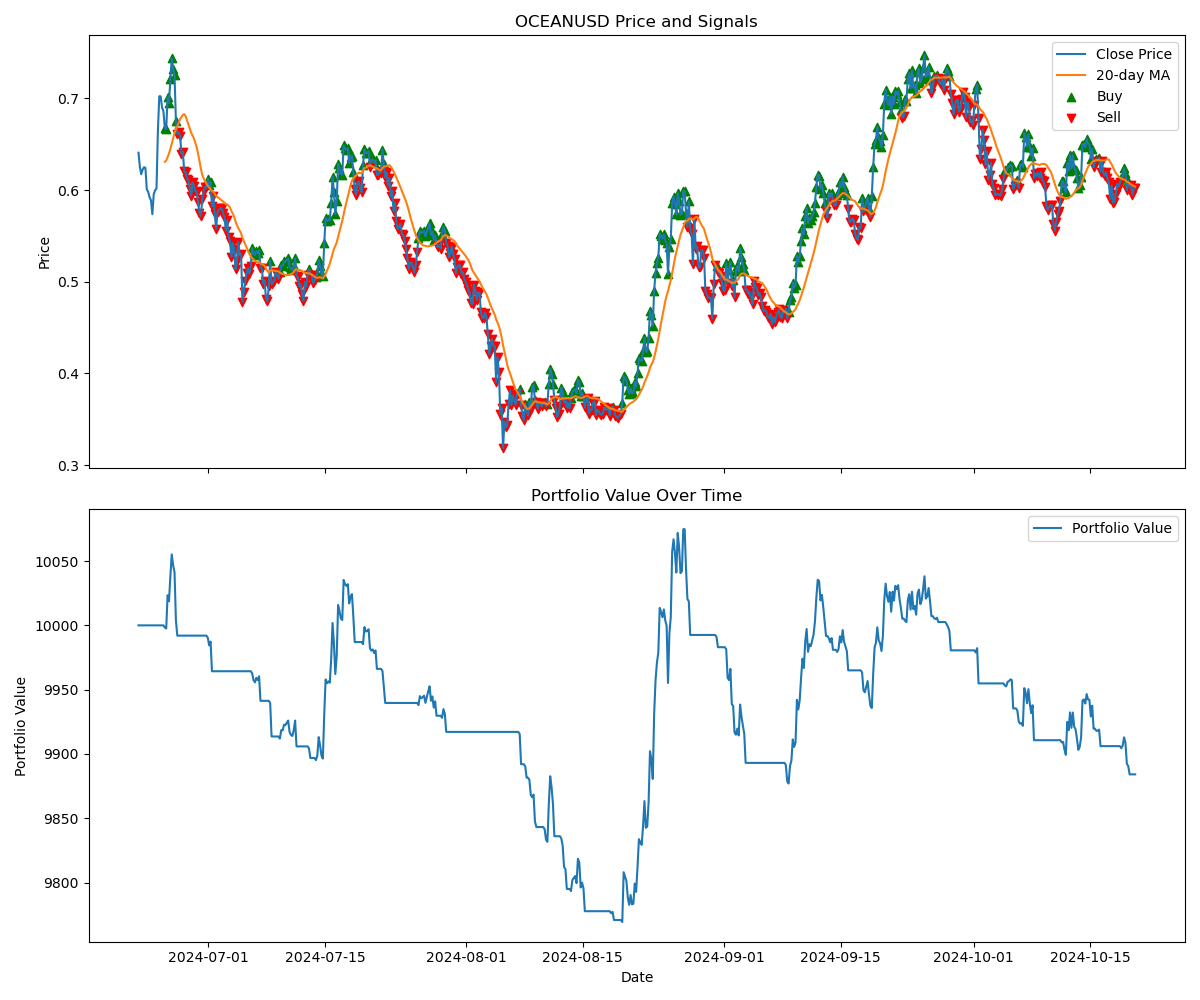 OCEANUSD Price and Signals
Close Price
20-day MA
Buy
Sell
Price
0.7
0.6
0.5
0.4
0.3
Portfolio Value Over Time
Portfolio Value
Portfolio Value
10050
10000
9950
9900
9850
9800
2024-07-01
2024-07-15
2024-08-01
2024-08-15
2024-09-01
2024-09-15
2024-10-01
2024-10-15
Date